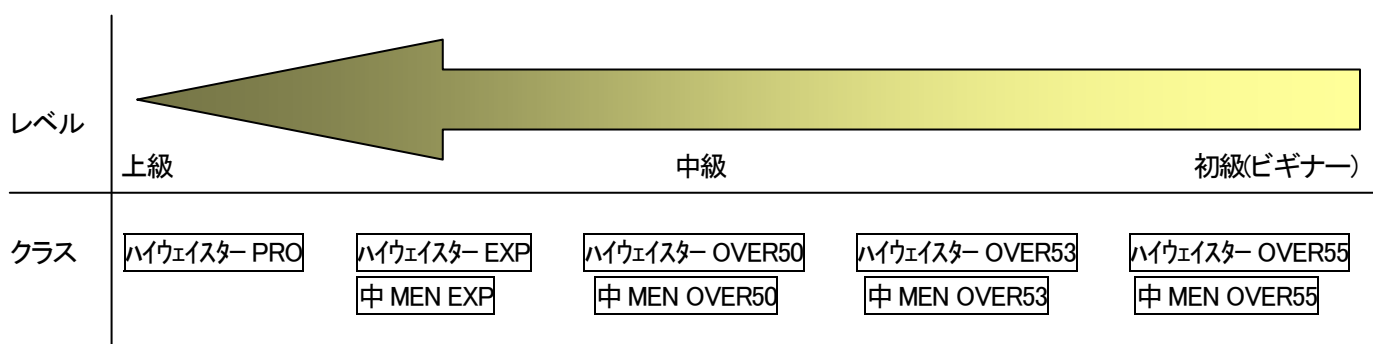 レベル
上級 中級 初級(ビギナー)
クラス ハイウェイスター PRO ハイウェイスター EXP ハイウェイスター OVER50 ハイウェイスター OVER53 ハイウェイスター OVER55
中 MEN EXP 中 MEN OVER50 中 MEN OVER53 中 MEN OVER55